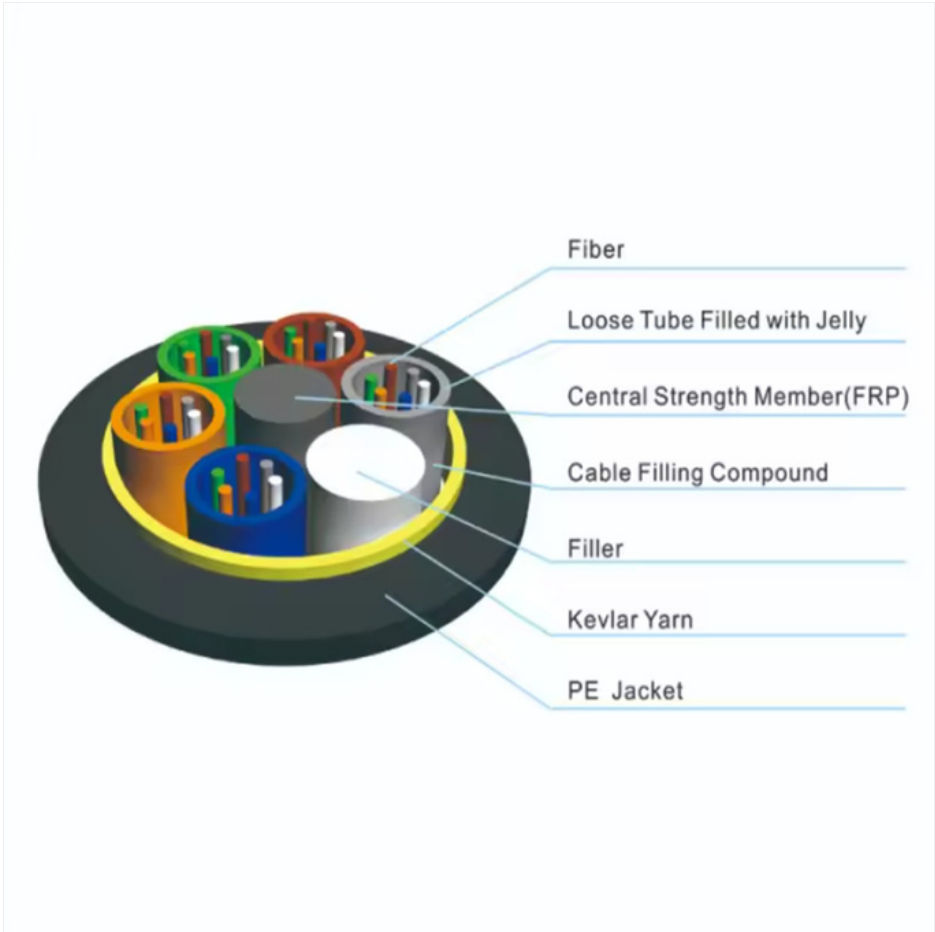 Fiber
Loose Tube Filled with Jelly
Central Strength Member(FRP)
Cable Filling Compound
Filler
Kevlar Yarn
PE Jacket